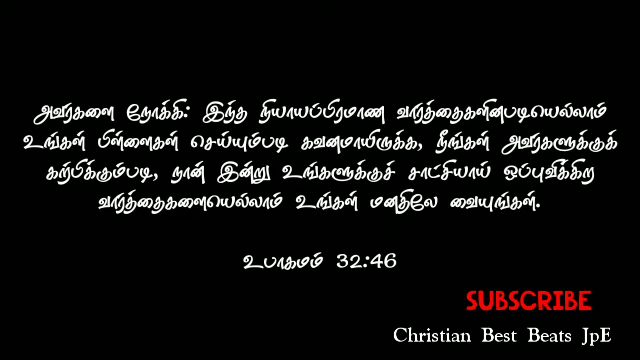 அவர்களை நோக்கி: இந்த நியாயப்பிரமாண வார்த்தைகளின்படியெல்லாம்
உங்கள் பிள்ளைகள் செய்யும்படி கவனமாயிருக்க, நீங்கள் அவர்களுக்குக்
கற்பிக்கும்படி, நான் இன்று உங்களுக்குச் சாட்சியாய் ஒப்புவிக்கிற
வார்த்தைகளையெல்லாம் உங்கள் மனதிலே வையுங்கள்.
உபாகமம் 32:46
SUBSCRIBE
Christian Best Beats JpE